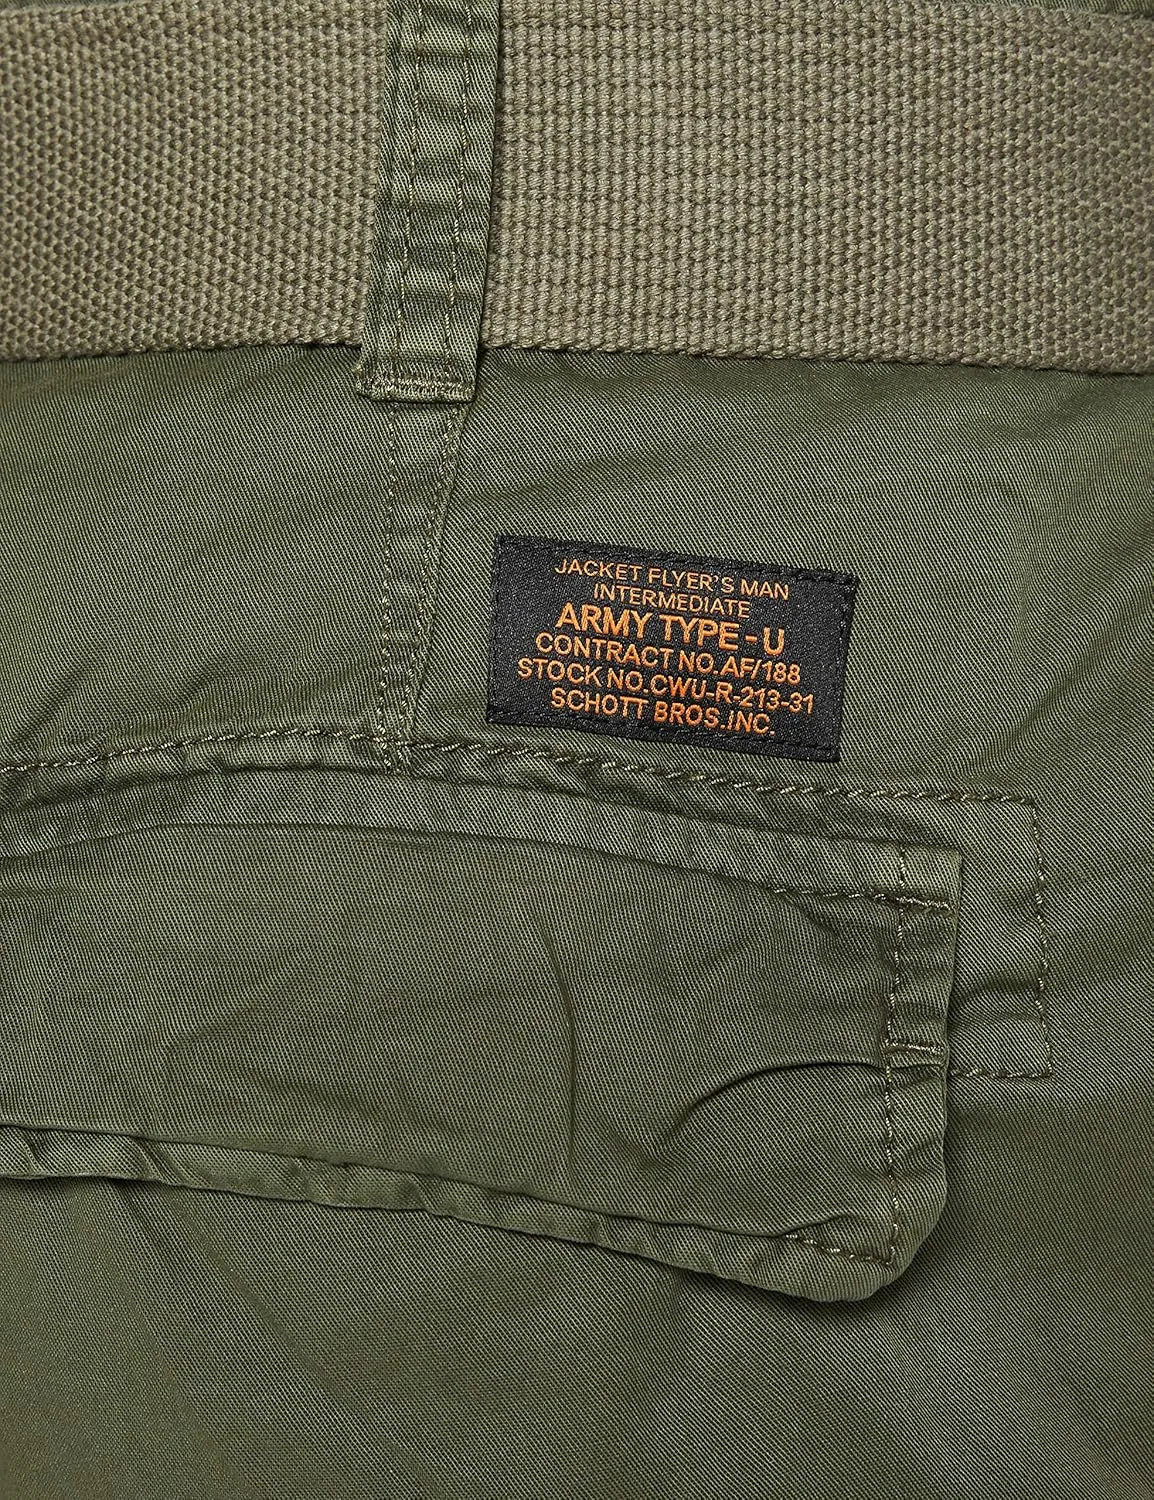 JACKET FLYER'S MAN
INTERMEDIATE
ARMY TYPE-U
CONTRACT NO.AF/188
STOCK NO.CWU-R-213-31
SCHOTT BROS.INC.